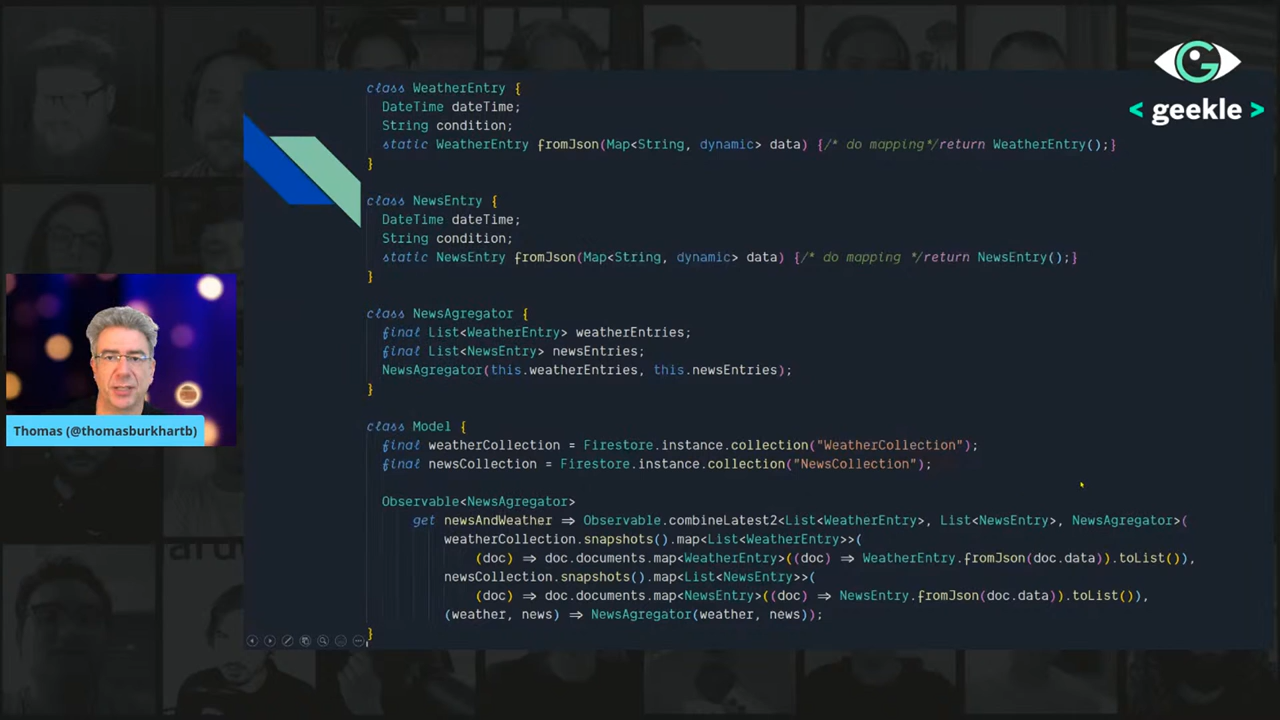 class WeatherEntry {
DateTime dateTime;
String condition;
static WeatherEntry fromJson(Map<String, dynamic> data) {/* do mapping*/return WeatherEntry();}
}
class NewsEntry {
DateTime dateTime;
String condition;
static NewsEntry fromJson(Map<String, dynamic> data) {/* do mapping */return NewsEntry();}
}
class NewsAgregator {
final List<WeatherEntry> weatherEntries;
final List<NewsEntry> newsEntries;
NewsAgregator(this.weatherEntries, this.newsEntries);
}
class Model {
final weatherCollection = Firestore.instance.collection("WeatherCollection");
final newsCollection = Firestore.instance.collection("NewsCollection");
Observable<NewsAgregator>
get newsAndWeather => Observable.combineLatest2<List<WeatherEntry>, List<NewsEntry>, NewsAgregator>(
weatherCollection.snapshots().map<List<WeatherEntry>>(
(doc) => doc.documents.map<WeatherEntry>((doc) => WeatherEntry.fromJson(doc.data)).toList()),
newsCollection.snapshots().map<List<NewsEntry>>(
(doc) => doc.documents.map<NewsEntry>((doc) => NewsEntry.fromJson(doc.data)).toList()),
(weather, news) => NewsAgregator(weather, news));
}
G
< geekle >
Thomas (@thomasburkhartb)